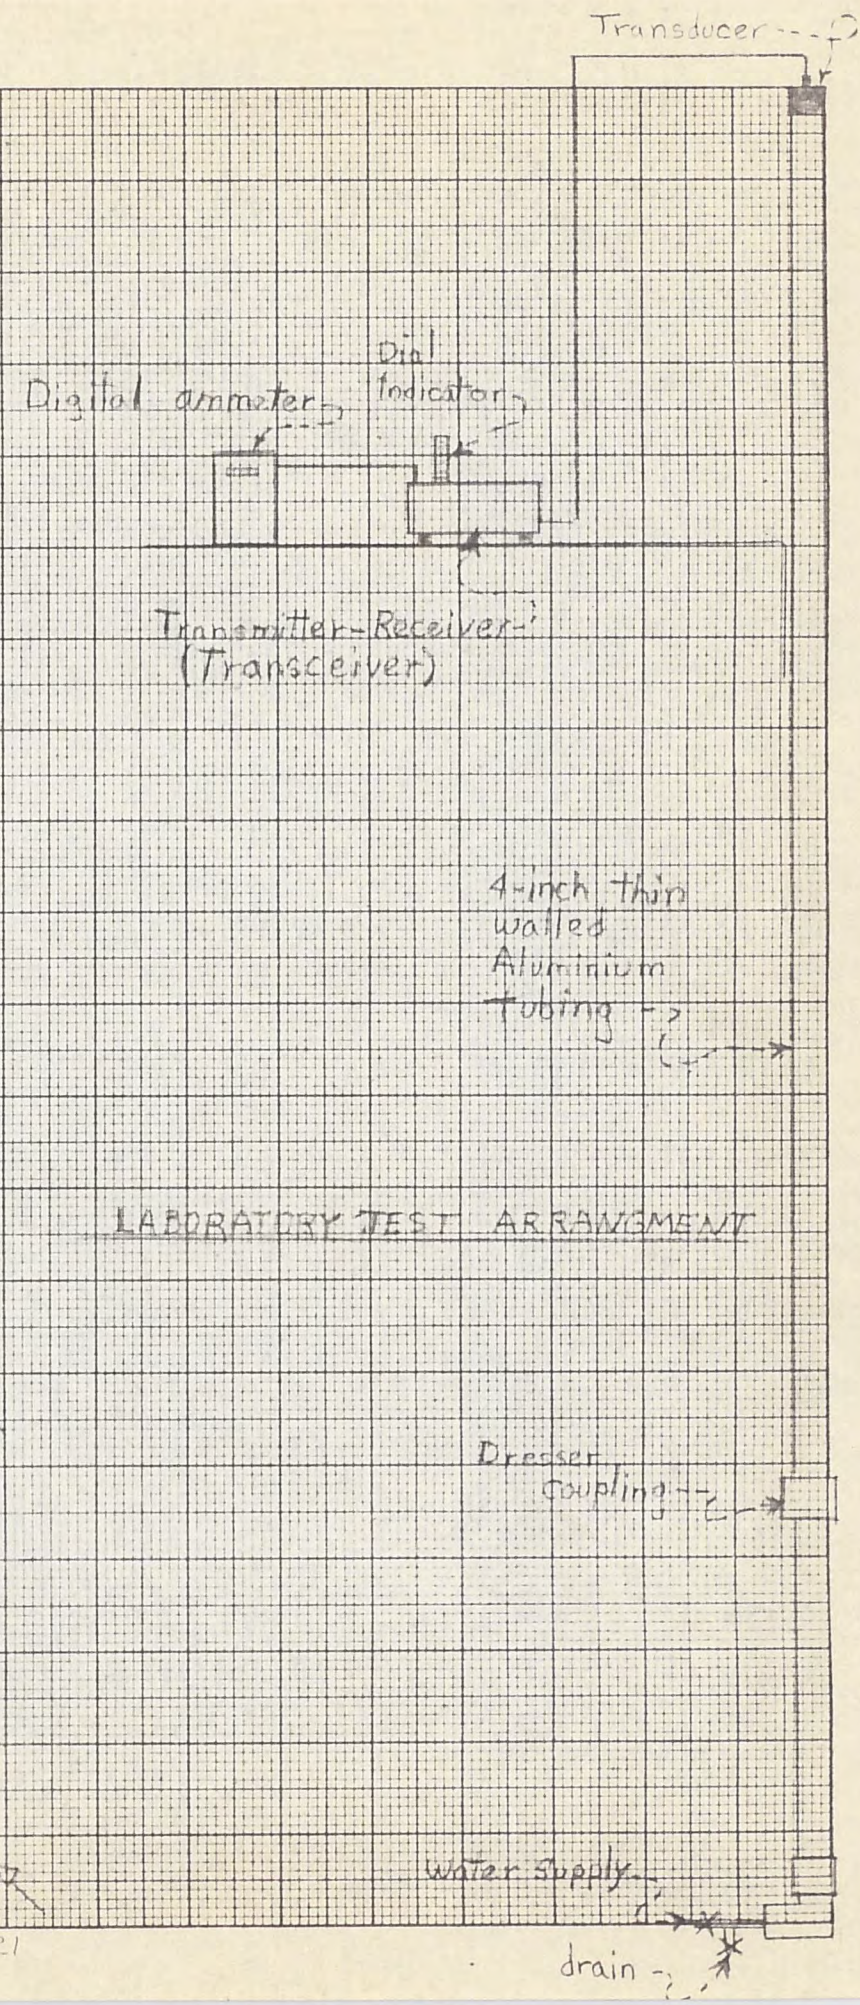 Transducer
Dial
Indicator
Digital ammeter
Transmitter-Receiver
(Transceiver)
4-inch thin
walled
Aluminium
tubing
LABORATORY TEST ARRANGMENT
Dresser
Coupling
Water Supply
drain